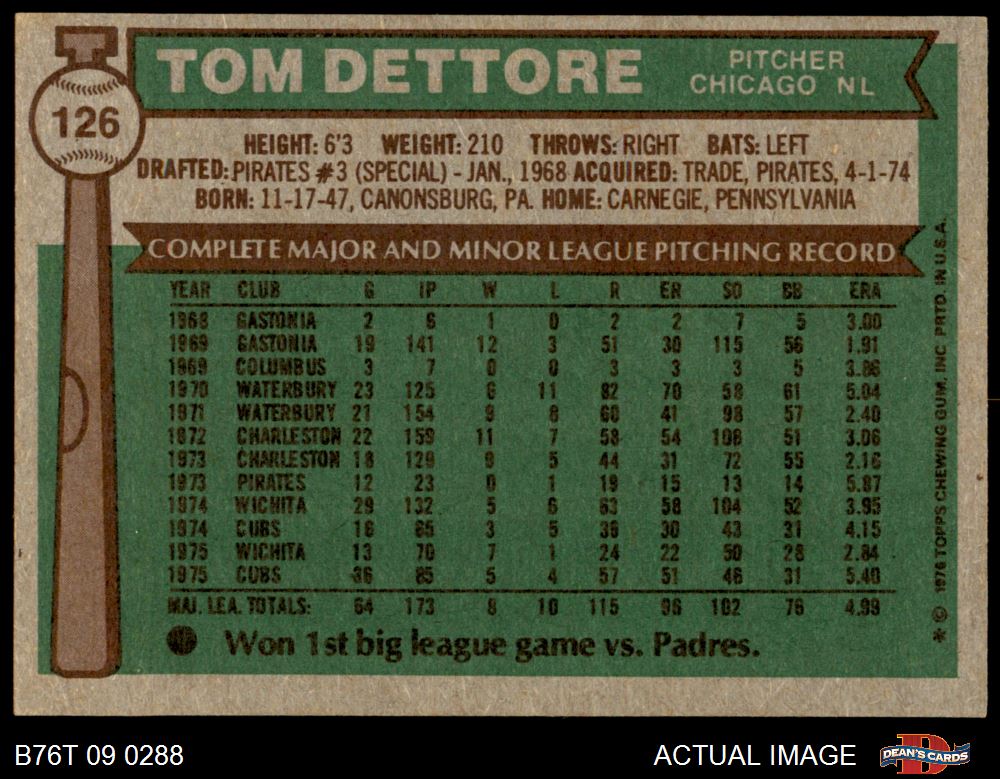 TOM DETTORE
PITCHER
CHICAGO NL
126
HEIGHT: 6'3 WEIGHT: 210 THROWS: RIGHT BATS: LEFT
DRAFTED: PIRATES #3 (SPECIAL) - JAN., 1968 ACQUIRED: TRADE, PIRATES, 4-1-74
BORN: 11-17-47, CANONSBURG, PA. HOME: CARNEGIE, PENNSYLVANIA
COMPLETE MAJOR AND MINOR LEAGUE PITCHING RECORD
YEAR CLUB G IP W L R ER SO BB ERA
1968 GASTONIA 2 6 1 0 2 2 7 5 3.00
1969 GASTONIA 19 141 12 3 51 30 115 56 1.91
1969 COLUMBUS 3 7 0 0 3 3 3 5 3.86
1970 WATERBURY 23 125 6 11 82 70 58 61 5.04
1971 WATERBURY 21 154 9 8 60 41 98 57 2.40
1972 CHARLESTON 22 159 11 7 58 54 108 51 3.06
1973 CHARLESTON 18 129 9 5 44 31 72 55 2.16
1973 PIRATES 12 23 0 1 19 15 13 14 5.87
1974 WICHITA 29 132 5 6 63 58 104 52 3.95
1974 CUBS 16 65 3 5 39 30 43 31 4.15
1975 WICHITA 13 70 7 1 24 22 50 28 2.84
1975 CUBS 36 85 5 4 57 51 46 31 5.40
MAJ. LEA. TOTALS: 64 173 8 10 115 96 102 76 4.99
Won 1st big league game vs. Padres.
* © 1976 TOPPS CHEWING GUM, INC. PRTD. IN U.S.A.
B76T 09 0288
ACTUAL IMAGE
DEAN'S CARDS